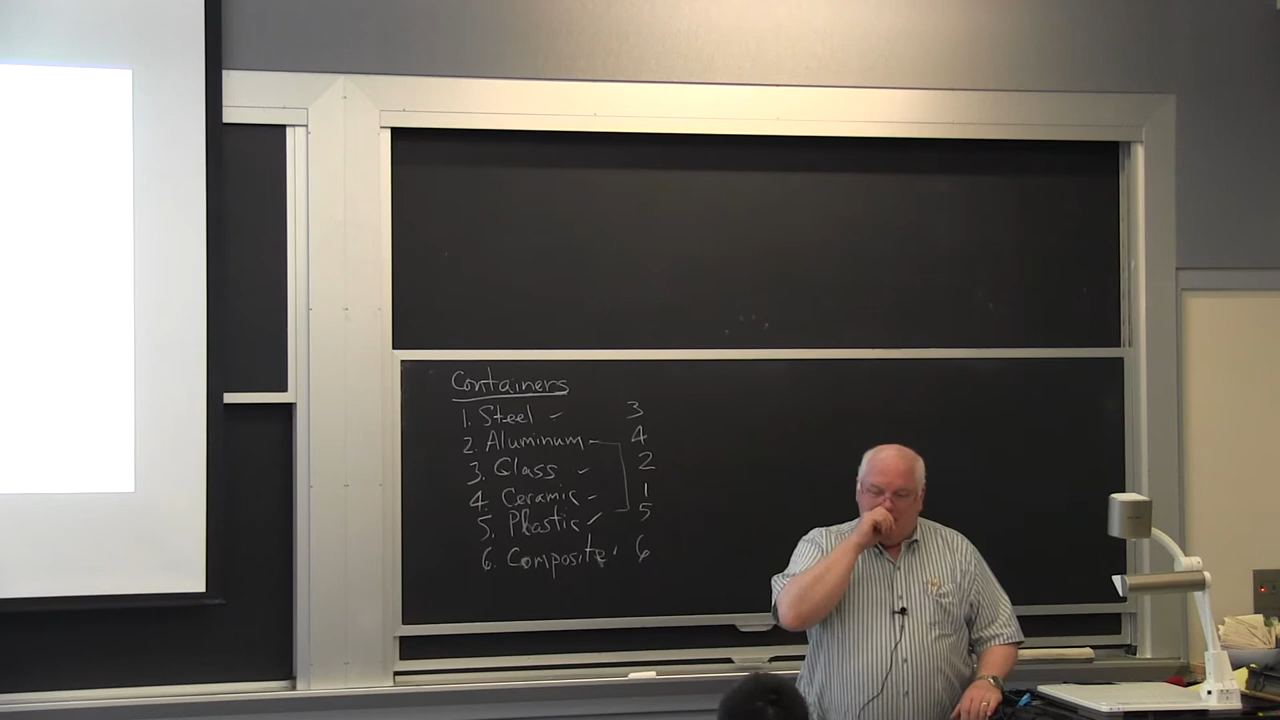 Containers
1. Steel - 3
2. Aluminum - 4
3. Glass - 2
4. Ceramic - 1
5. Plastic - 5
6. Composite - 6